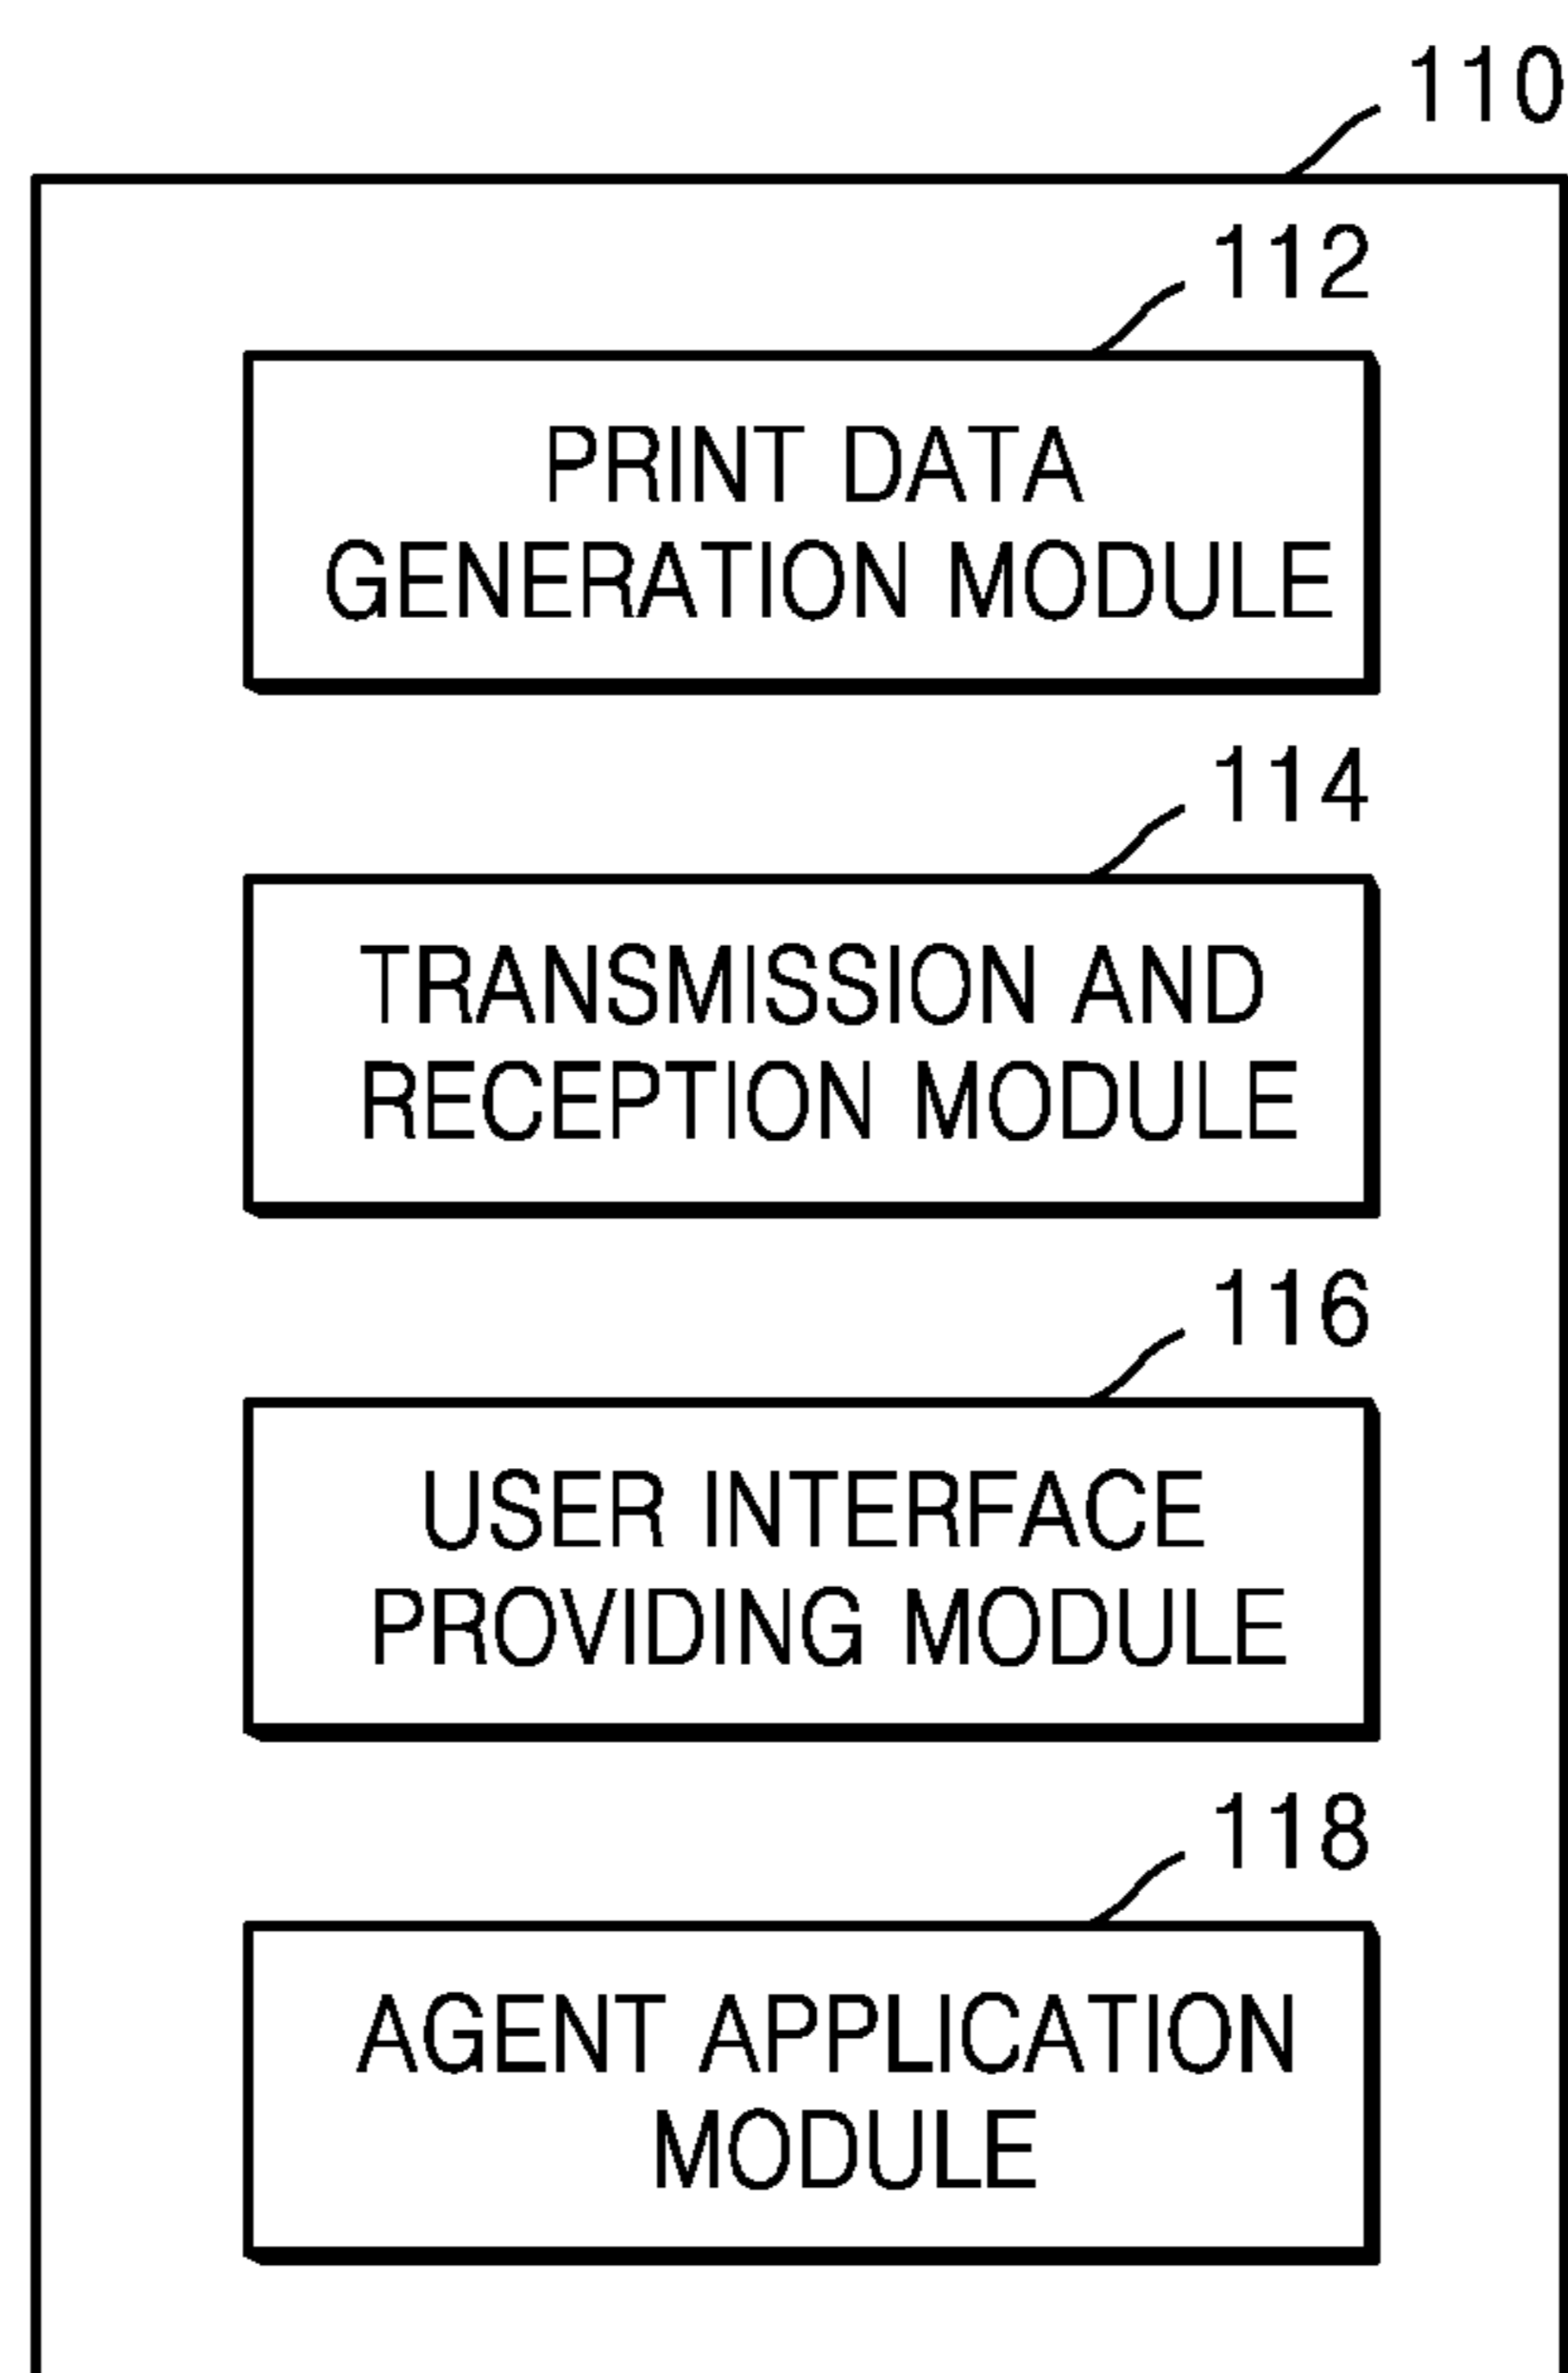 110
112
PRINT DATA
GENERATION MODULE
114
TRANSMISSION AND
RECEPTION MODULE
116
USER INTERFACE
PROVIDING MODULE
118
AGENT APPLICATION
MODULE